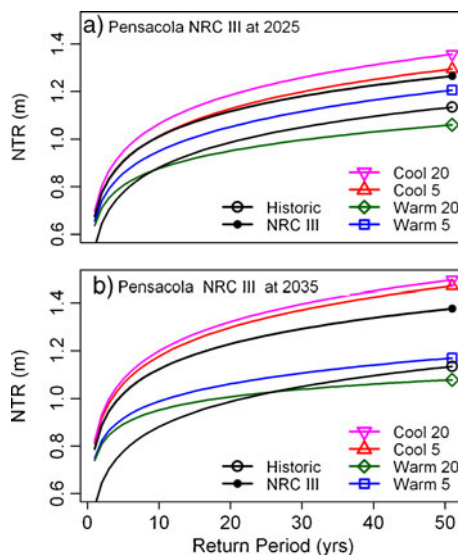 a) Pensacola NRC III at 2025
NTR (m)
1.4
1.2
1.0
0.8
0.6
Historic
NRC III
Cool 20
Cool 5
Warm 20
Warm 5
b) Pensacola NRC III at 2035
NTR (m)
1.4
1.2
1.0
0.8
0.6
Historic
NRC III
Cool 20
Cool 5
Warm 20
Warm 5
0 10 20 30 40 50
Return Period (yrs)